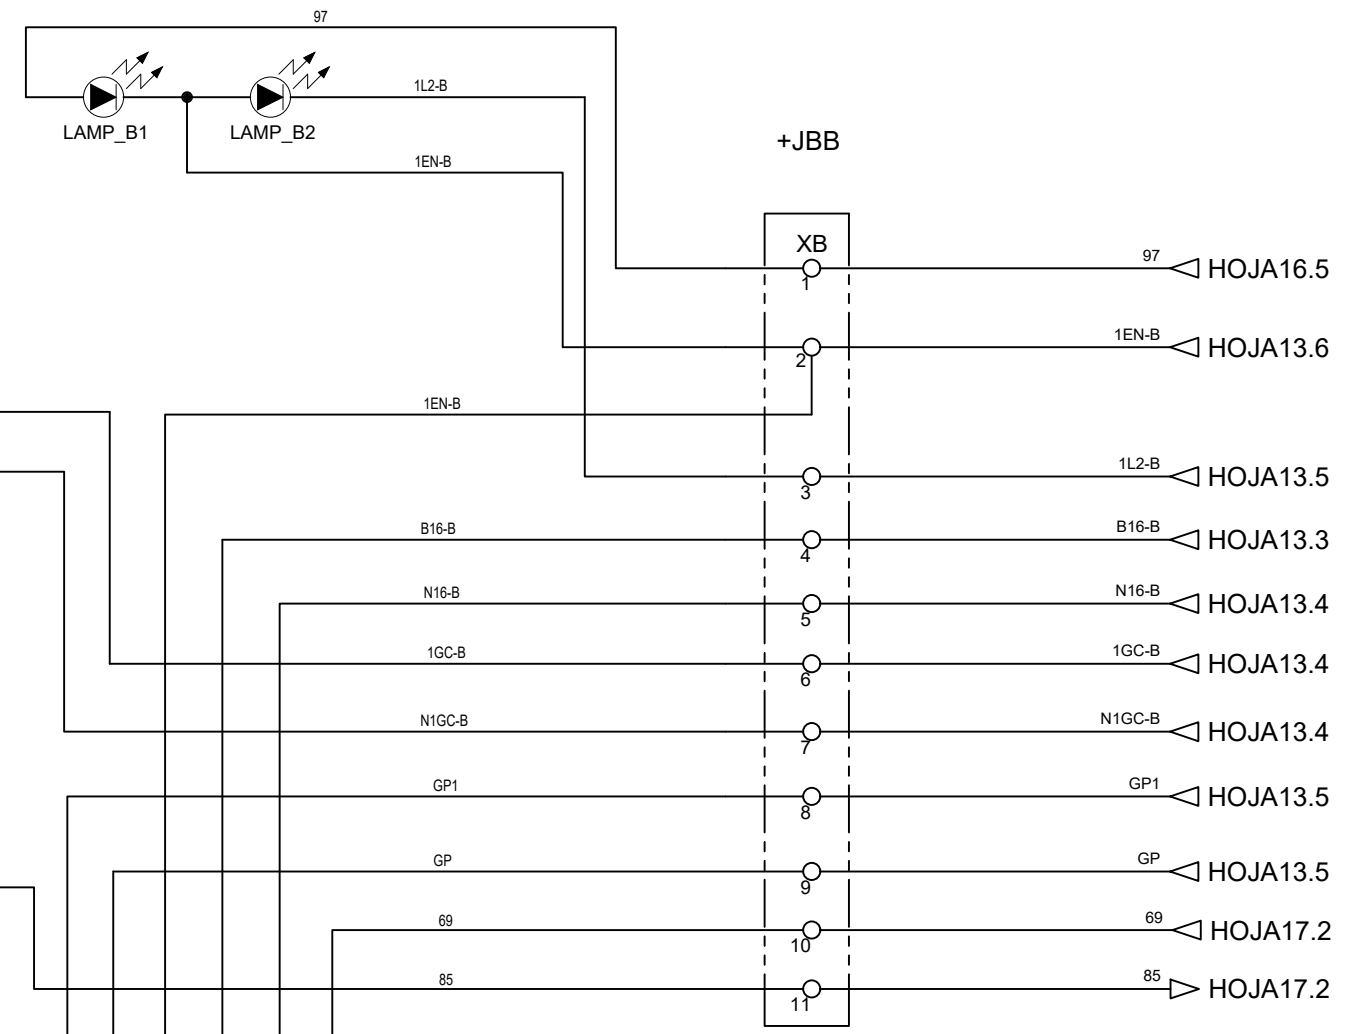 97
1L2-B
LAMP_B1
LAMP_B2
+JBB
1EN-B
XB
97
HOJA16.5
1
1EN-B
HOJA13.6
2
1EN-B
1L2-B
HOJA13.5
3
B16-B
B16-B
HOJA13.3
4
N16-B
N16-B
HOJA13.4
5
1GC-B
1GC-B
HOJA13.4
6
N1GC-B
N1GC-B
HOJA13.4
7
GP1
GP1
HOJA13.5
8
GP
GP
HOJA13.5
9
69
69
HOJA17.2
10
85
85
HOJA17.2
11